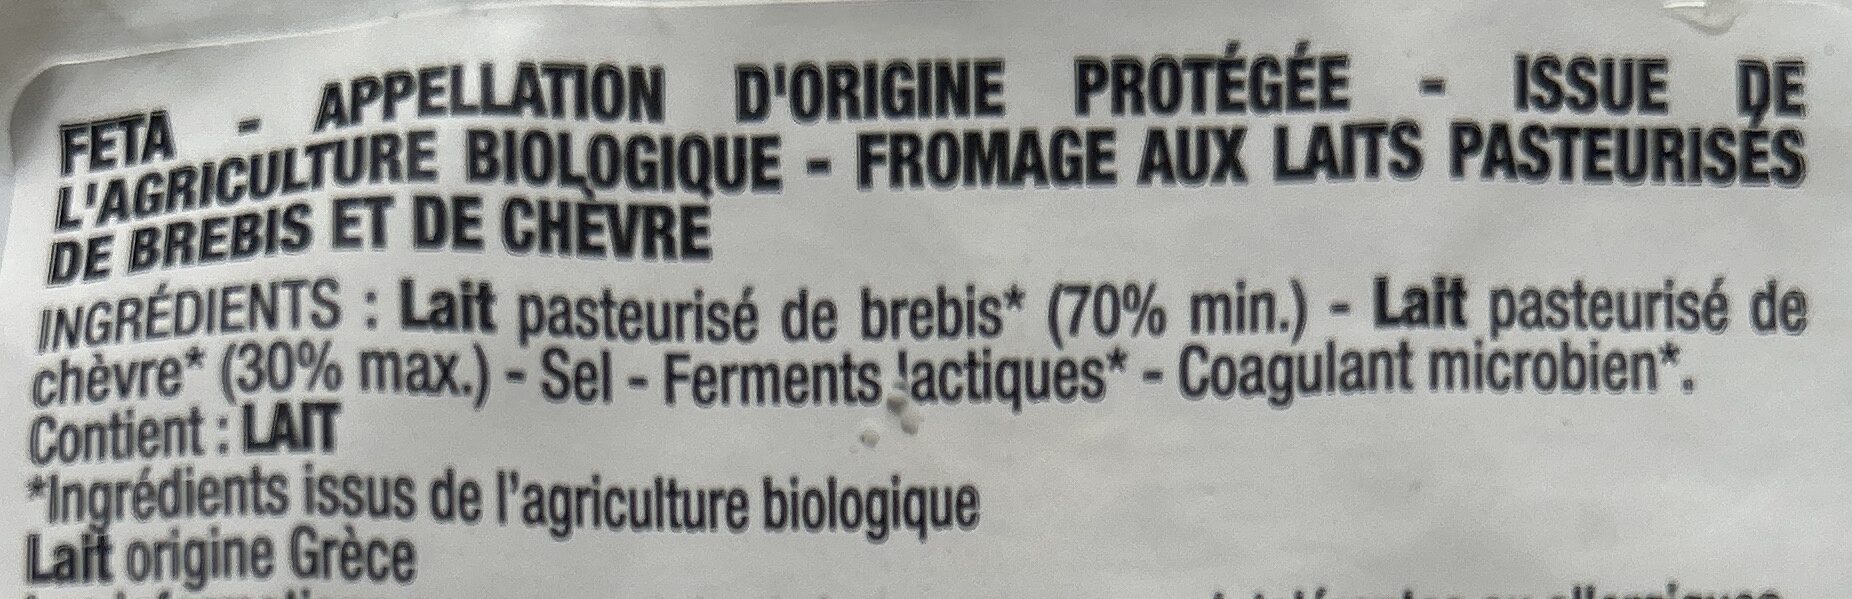 FETA - APPELLATION D'ORIGINE PROTÉGÉE - ISSUE DE
L'AGRICULTURE BIOLOGIQUE - FROMAGE AUX LAITS PASTEURISÉS
DE BREBIS ET DE CHÈVRE
INGRÉDIENTS : Lait pasteurisé de brebis* (70% min.) - Lait pasteurisé de
chèvre* (30% max.) - Sel - Ferments lactiques* - Coagulant microbien*.
Contient : LAIT
*Ingrédients issus de l'agriculture biologique
Lait origine Grèce